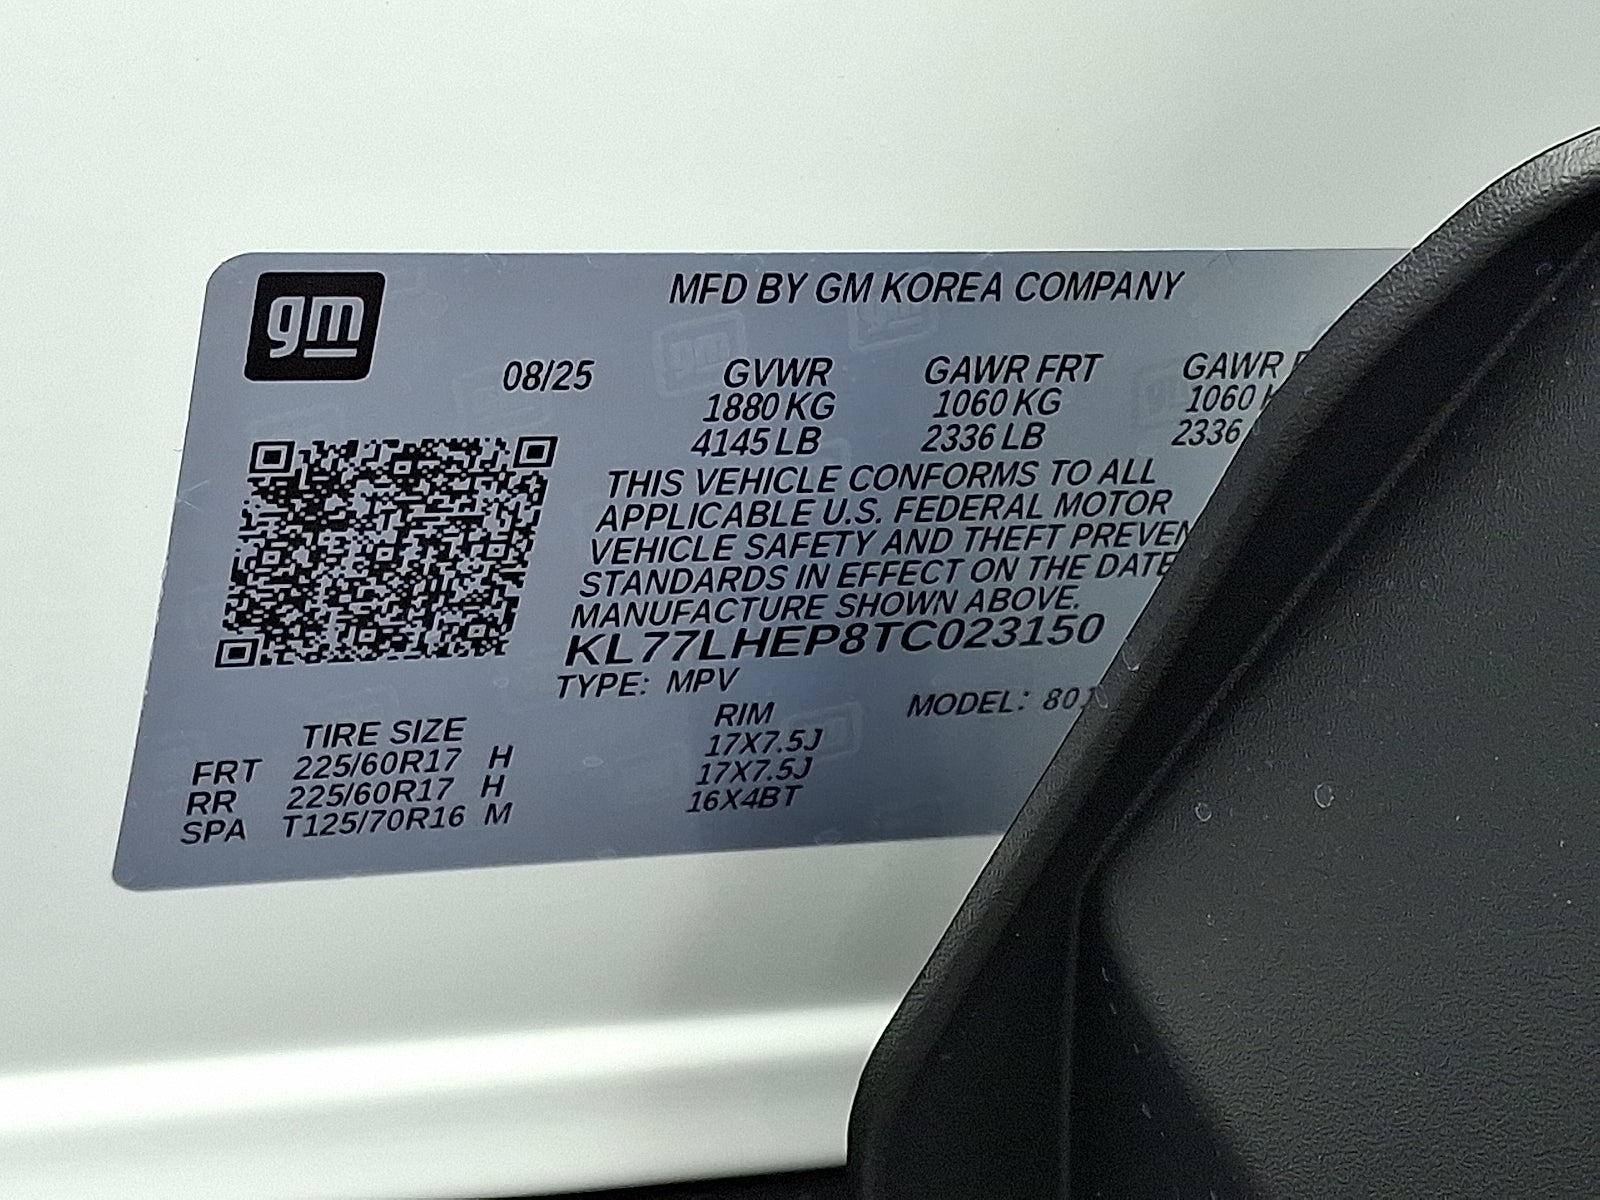 gm
MFD BY GM KOREA COMPANY
08/25 GVWR GAWR FRT GAWR
1880 KG 1060 KG 1060
4145 LB 2336 LB 2336
THIS VEHICLE CONFORMS TO ALL
APPLICABLE U.S. FEDERAL MOTOR
VEHICLE SAFETY AND THEFT
STANDARDS IN EFFECT ON THE DATE
MANUFACTURE SHOWN ABOVE.
KL77LHEP8TC023150
TYPE: MPV
MODEL:
TIRE SIZE RIM
FRT 225/60R17 H 17X7.5J
RR 225/60R17 H 17X7.5J
SPA T125/70R16 M 16X4BT